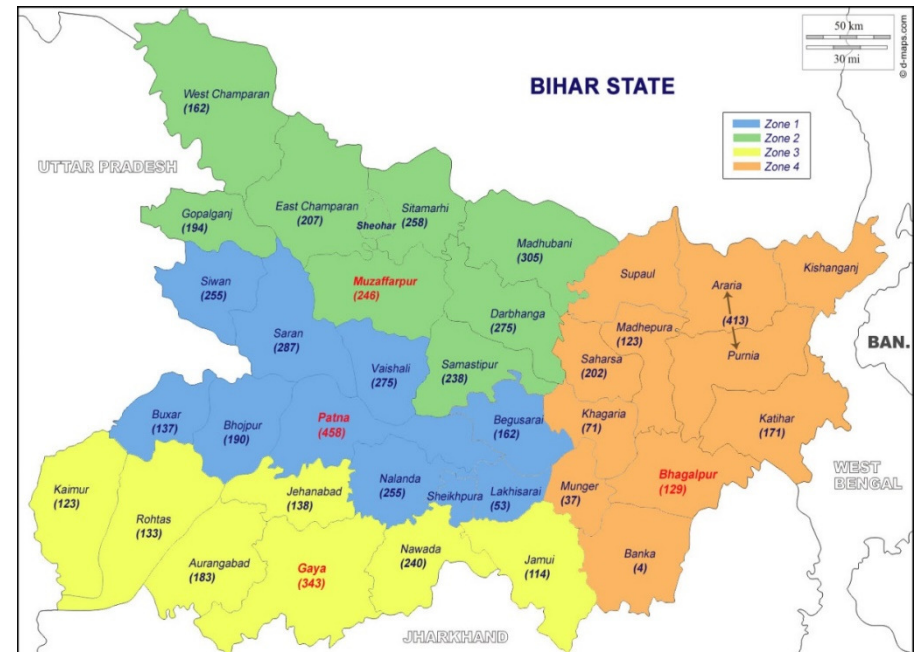 50 km
30 mi
© d-maps.com
BIHAR STATE
Zone 1
Zone 2
Zone 3
Zone 4
West Champaran
(162)
UTTAR PRADESH
Gopalganj
(194)
East Champaran
(207)
Sheohar
Sitamarhi
(258)
Madhubani
(305)
Siwan
(255)
Muzaffarpur
(246)
Supaul
Araria
Kishanganj
(413)
Purnia
Saran
(287)
Darbhanga
(275)
Madhepura
(123)
BAN.
Vaishali
(275)
Samastipur
(238)
Saharsa
(202)
Buxar
(137)
Bhojpur
(190)
Patna
(458)
Begusarai
(162)
Khagaria
(71)
Katihar
(171)
Kaimur
(123)
Rohtas
(133)
Jehanabad
(138)
Nalanda
(255)
Sheikhpura
Lakhisarai
(53)
Munger
(37)
Bhagalpur
(129)
WEST
BENGAL
Aurangabad
(183)
Gaya
(343)
Nawada
(240)
Jamui
(114)
Banka
(4)
JHARKHAND